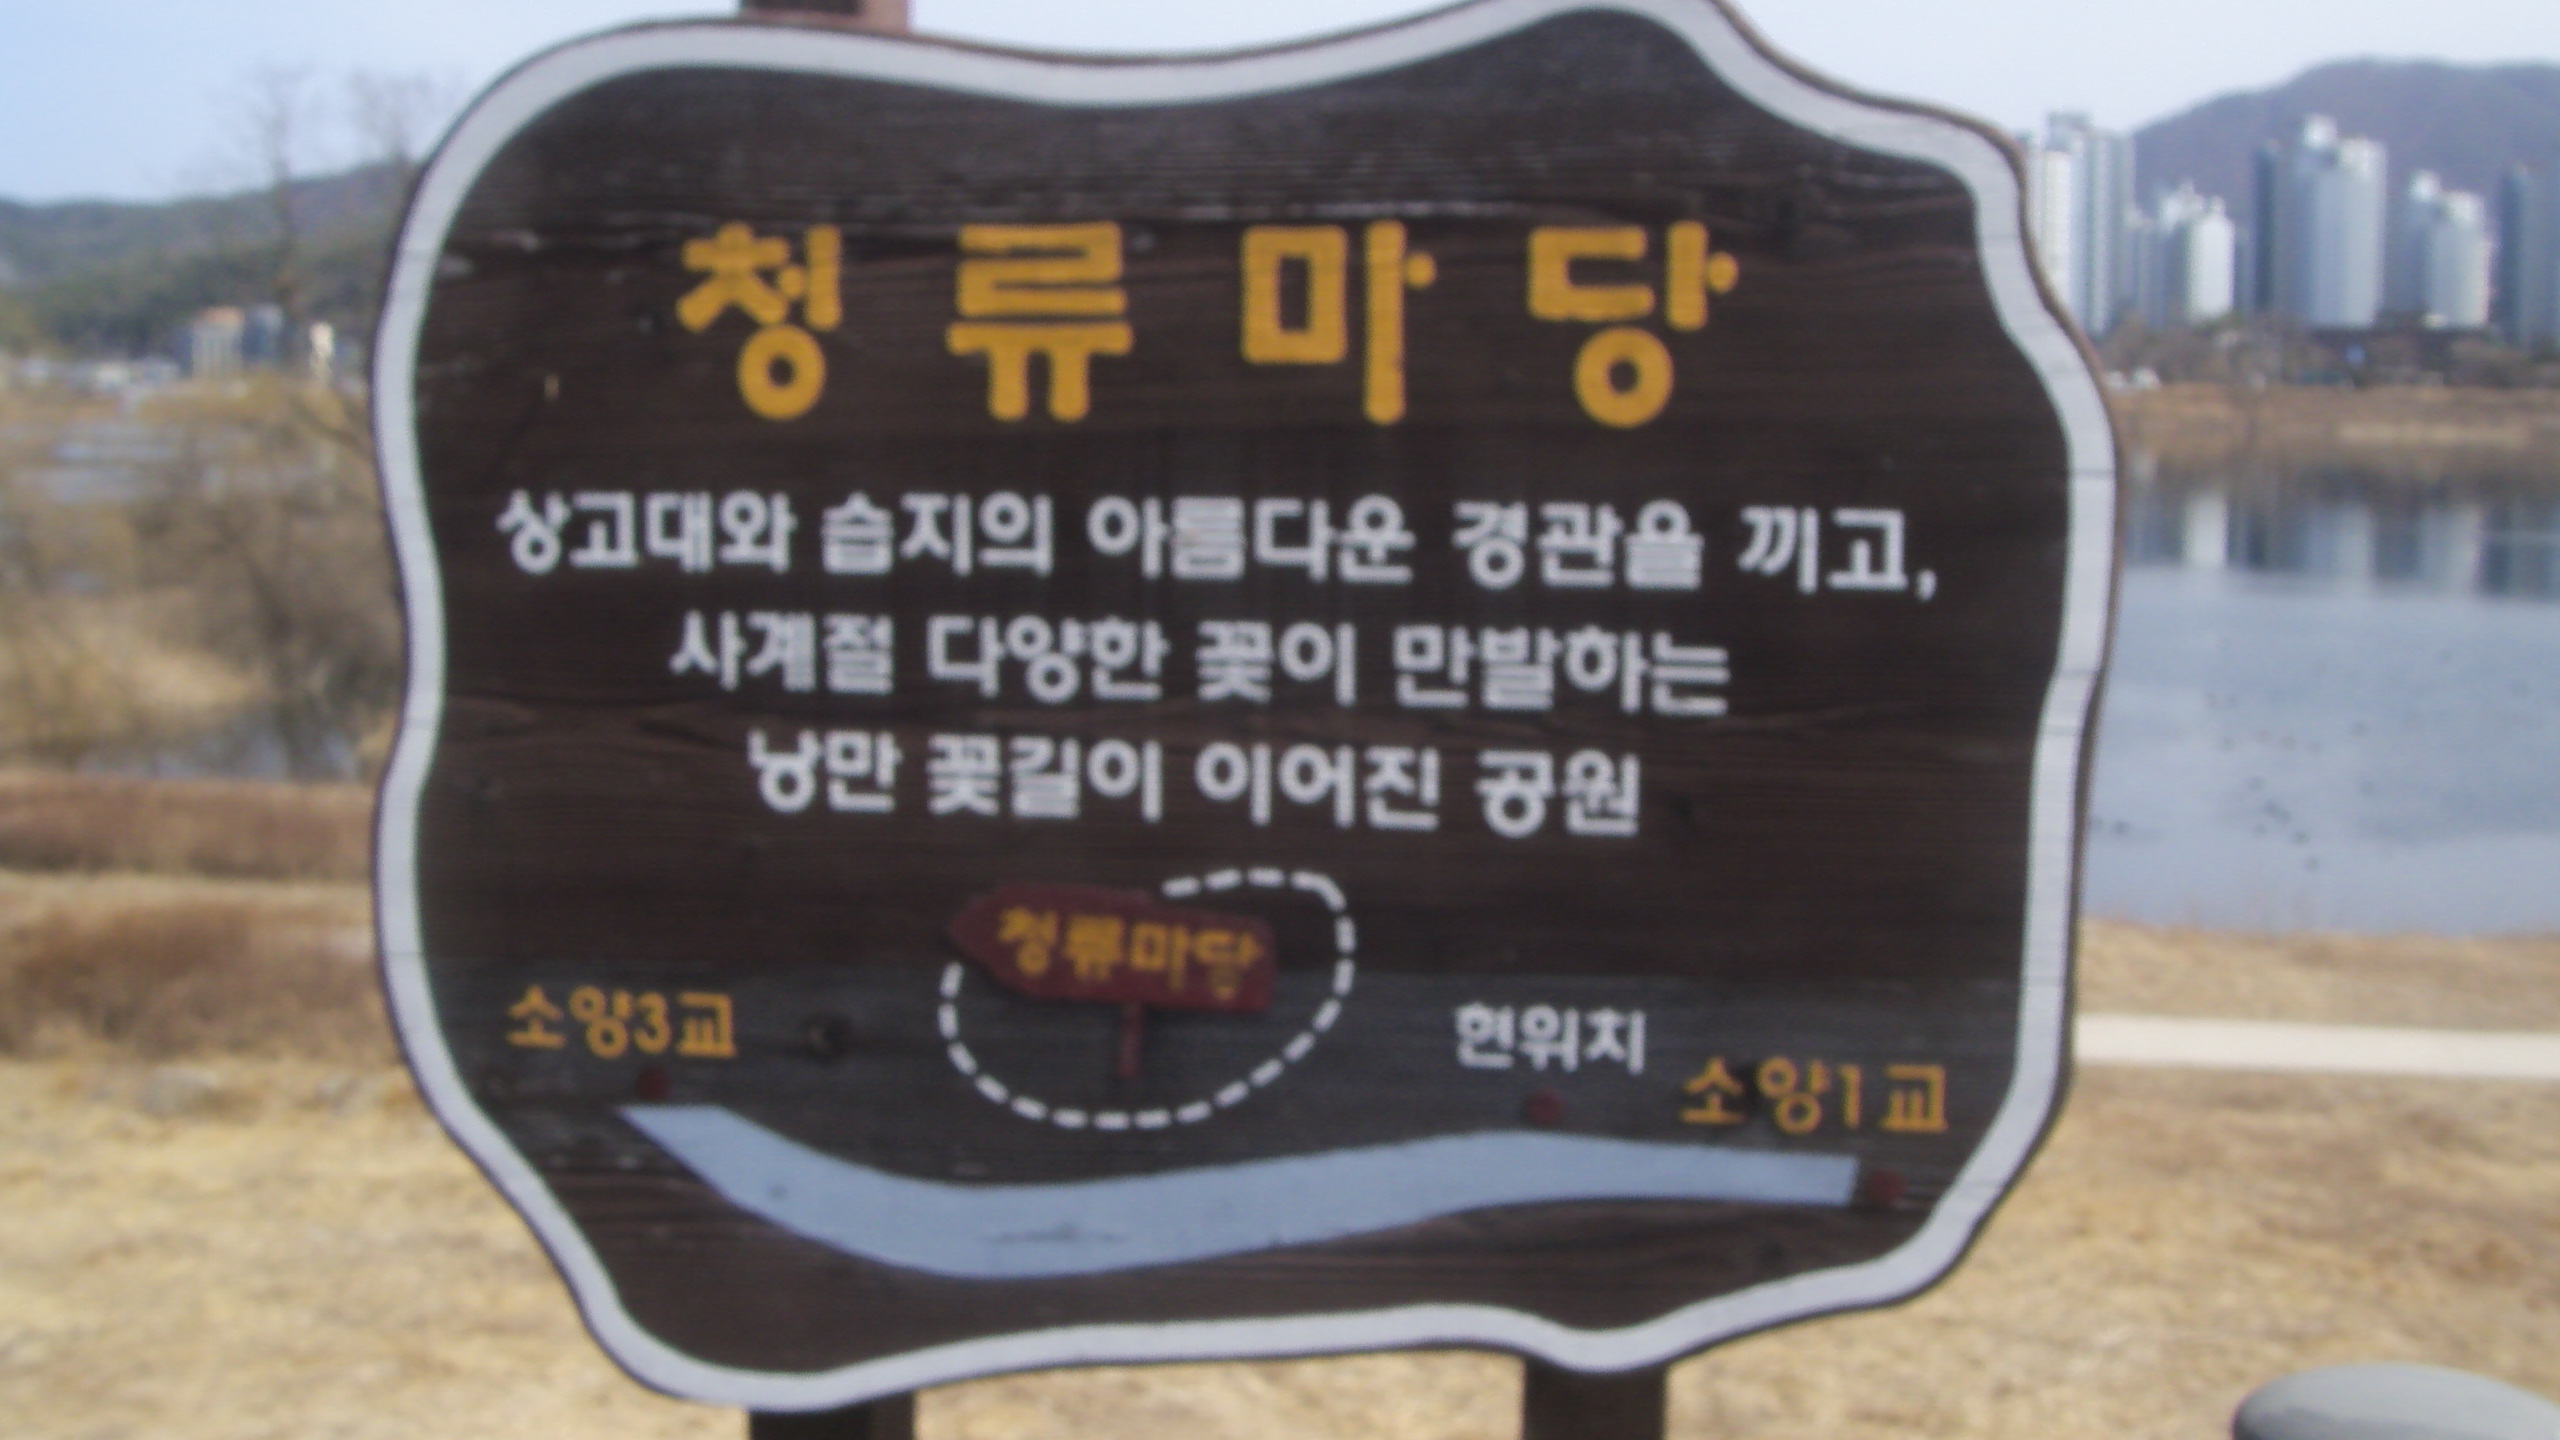 청류마당
상고대와 습지의 아름다운 경관을 끼고,
사계절 다양한 꽃이 만발하는
낭만 꽃길이 이어진 공원
청류마당
소양3교
현위치
소양1교